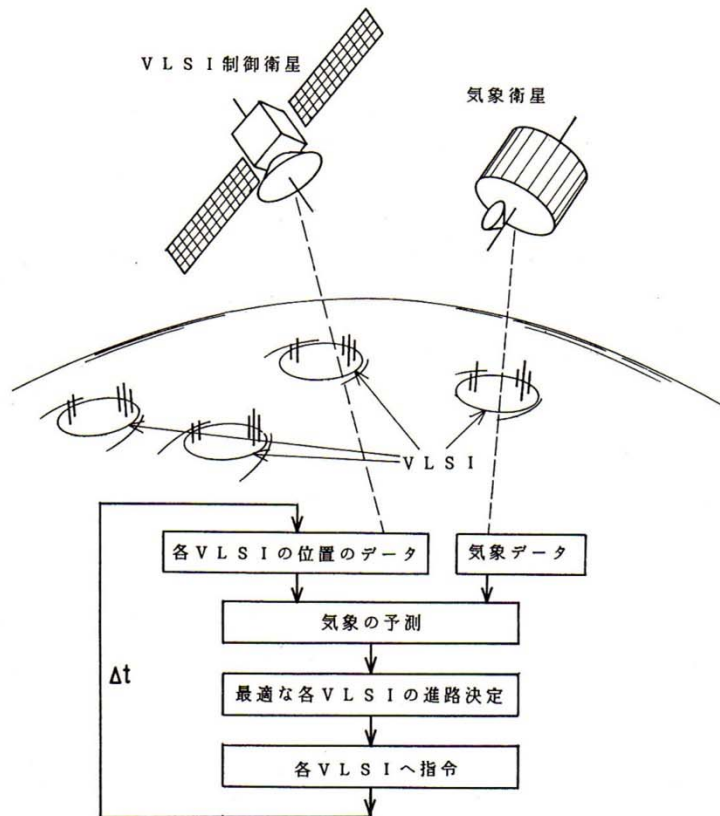 VLSI制御衛星
気象衛星
VLSI
各VLSIの位置のデータ
気象データ
気象の予測
Δt
最適な各VLSIの進路決定
各VLSIへ指令